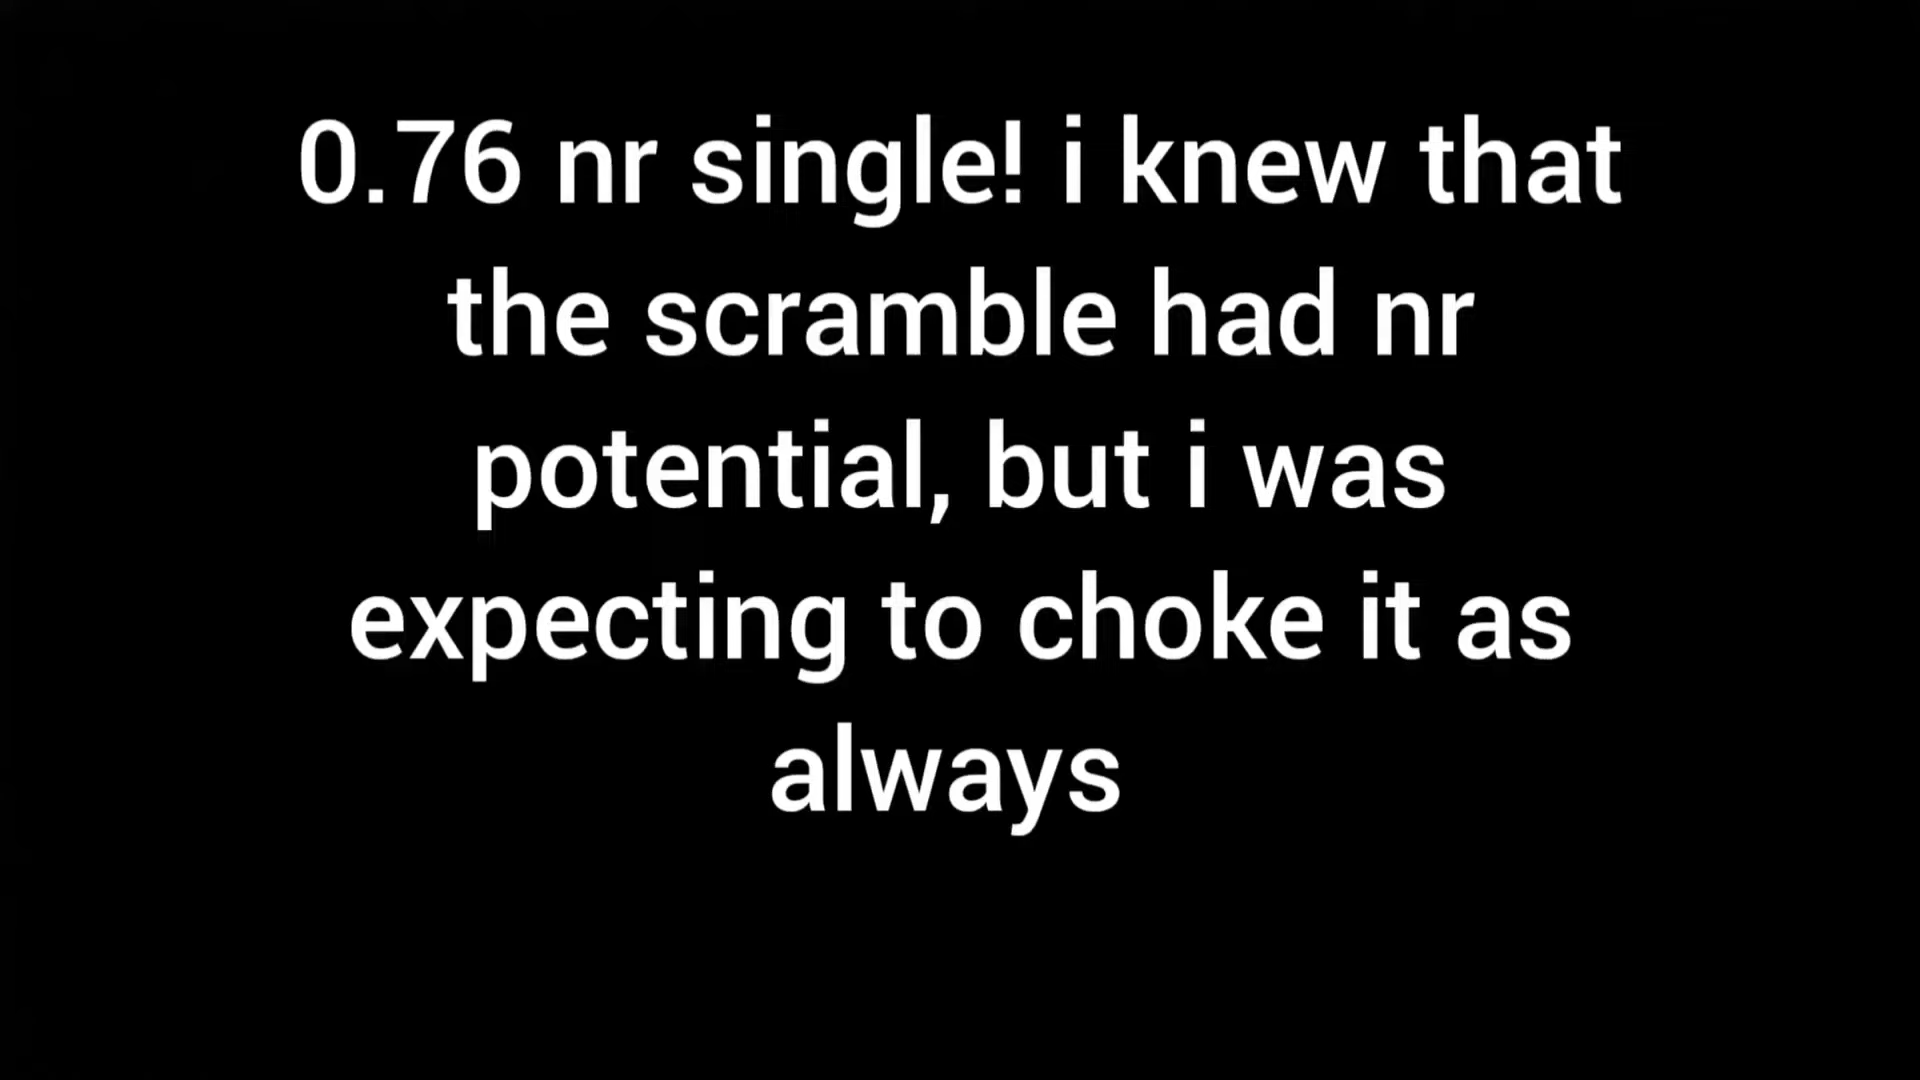 0.76 nr single! i knew that
the scramble had nr
potential, but i was
expecting to choke it as
always